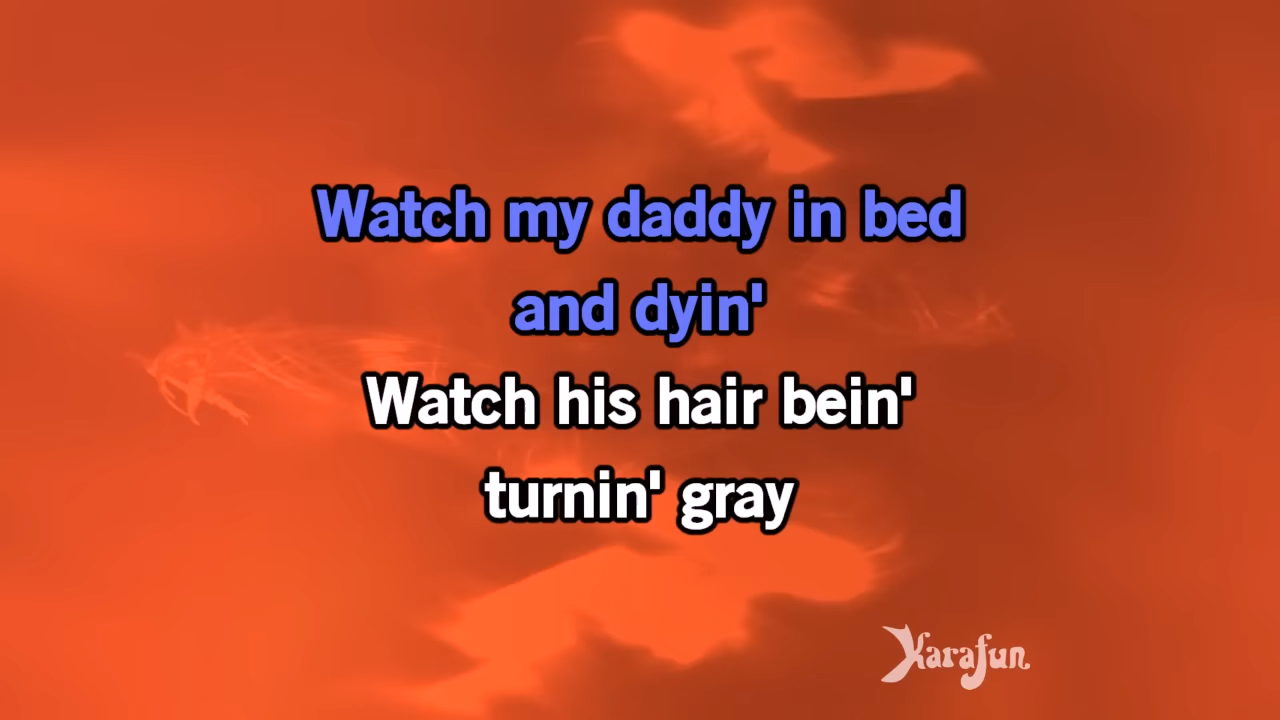 Watch my daddy in bed
and dyin'
Watch his hair bein'
turnin' gray
Karafun